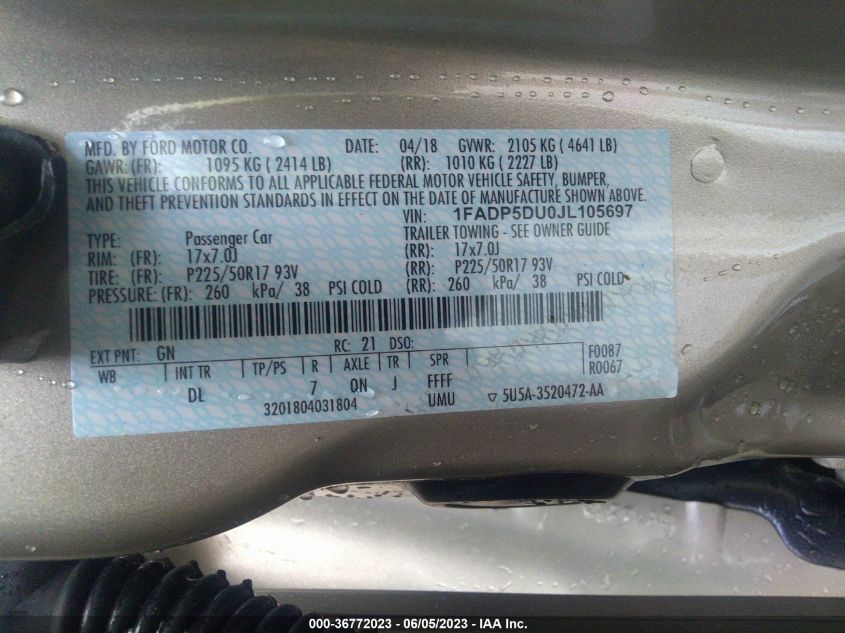 MFD. BY FORD MOTOR CO. DATE: 04/18 GVWR: 2105 KG ( 4641 LB)
GAWR: (FR): 1095 KG ( 2414 LB) (RR): 1010 KG ( 2227 LB)
THIS VEHICLE CONFORMS TO ALL APPLICABLE FEDERAL MOTOR VEHICLE SAFETY, BUMPER,
AND THEFT PREVENTION STANDARDS IN EFFECT ON THE DATE OF MANUFACTURE SHOWN ABOVE.
VIN: 1FADP5DU0JL105697
TYPE: Passenger Car TRAILER TOWING - SEE OWNER GUIDE
RIM: (FR): 17x7.0J (RR): 17x7.0J
TIRE: (FR): P225/50R17 93V (RR): P225/50R17 93V
PRESSURE: (FR): 260 kPa/ 38 PSI COLD (RR): 260 kPa/ 38 PSI COLD
EXT PNT: GN RC: 21 DSO: F0087
WB INT TR TP/PS R AXLE TR SPR R0067
DL 7 QN J FFFF
3201804031804 UMU ▽ 5U5A-3520472-AA
000-36772023 - 06/05/2023 - IAA Inc.